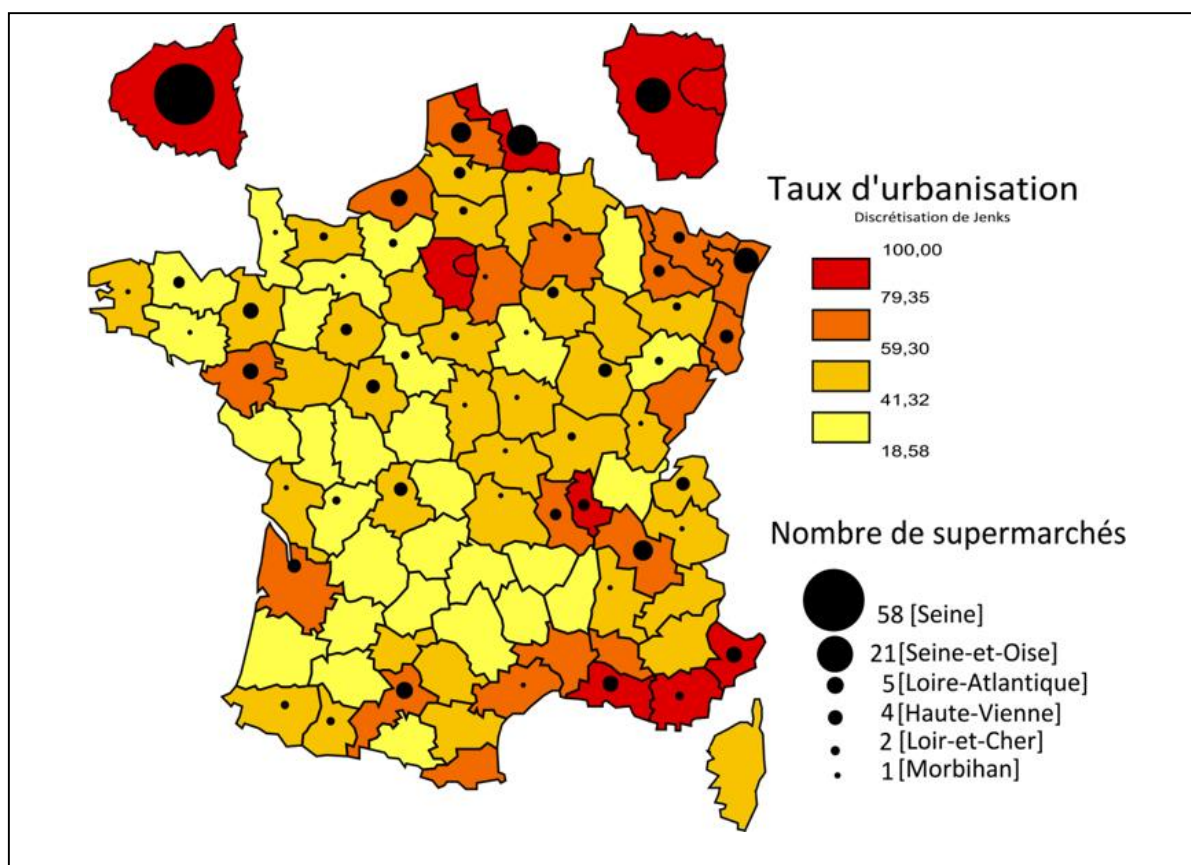 Taux d'urbanisation
Discrétisation de Jenks
100,00
79,35
59,30
41,32
18,58
Nombre de supermarchés
58 [Seine]
21[Seine-et-Oise]
5[Loire-Atlantique]
4[Haute-Vienne]
2 [Loir-et-Cher]
1 [Morbihan]